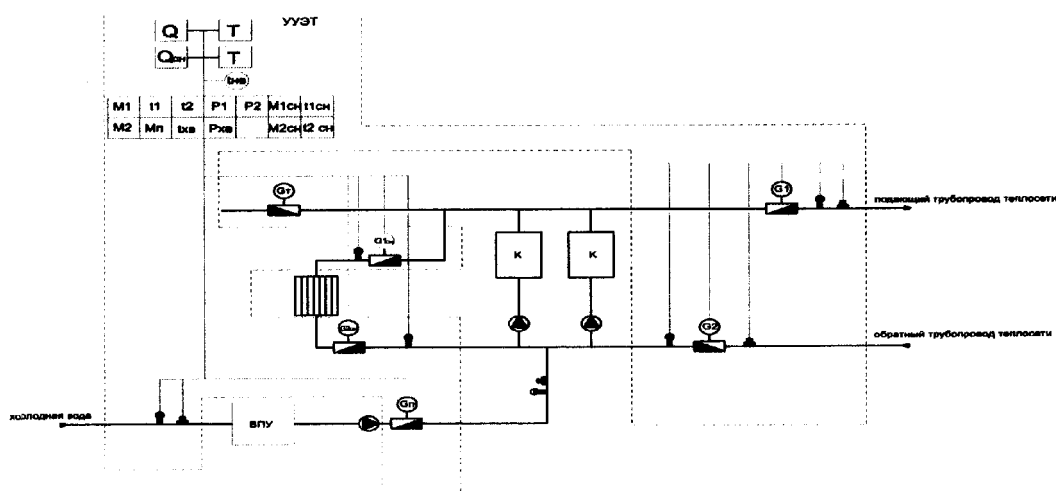 Q T УУЭТ
Qсн T
tнв
M1 t1 t2 P1 P2 M1сн t1сн
M2 Mп tхв Pхв M2сн t2 сн
Gт G1
подающий трубопровод теплосети
G1сн
К К
G2
обратный трубопровод теплосети
Gп
холодная вода
ВПУ